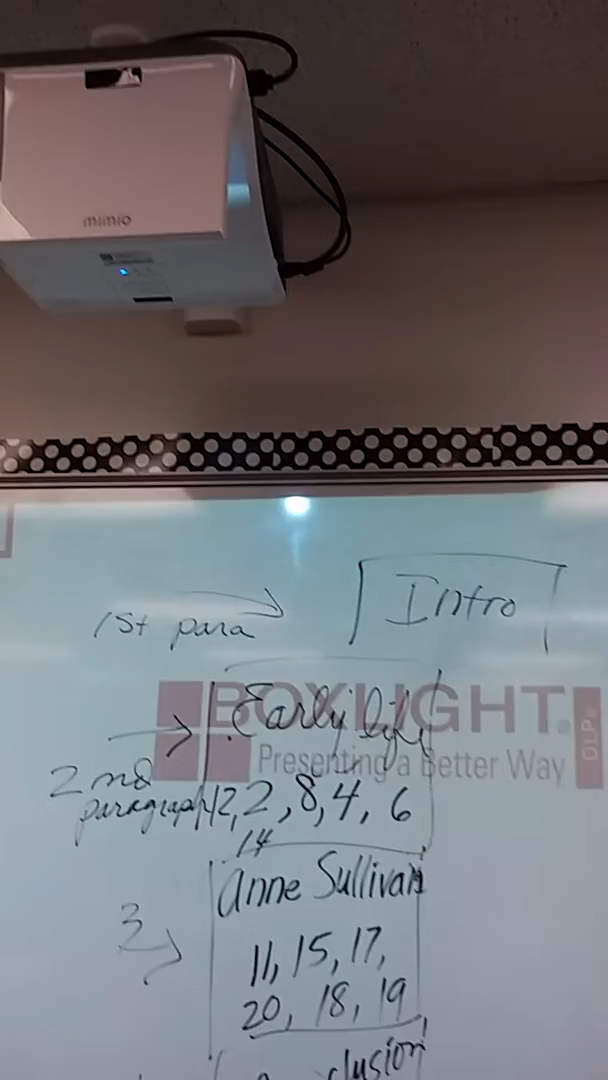 mimio
Intro
1st para
BOXLIGHT
DLP
Early life
Presenting a Better Way
2nd
paragraph 12, 2, 8, 4, 6
14
Anne Sullivan
3
11, 15, 17,
20, 18, 19